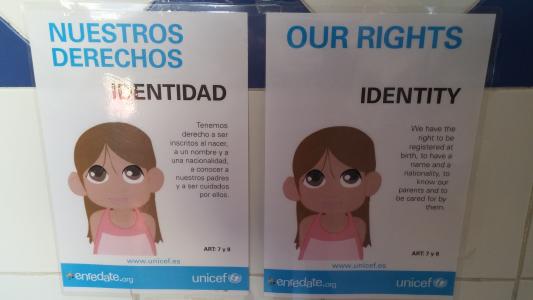 NUESTROS
DERECHOS
IDENTIDAD
Tenemos
derecho a ser
inscritos al nacer,
a un nombre y a
una nacionalidad,
a conocer a
nuestros padres
y a ser cuidados
por ellos.
ART: 7 y 8
www.unicef.es
enredate.org
unicef
OUR RIGHTS
IDENTITY
We have the
right to be
registered at
birth, to have a
name and a
nationality, to
know our
parents and to
be cared for by
them.
ART: 7 y 8
www.unicef.es
enredate.org
unicef